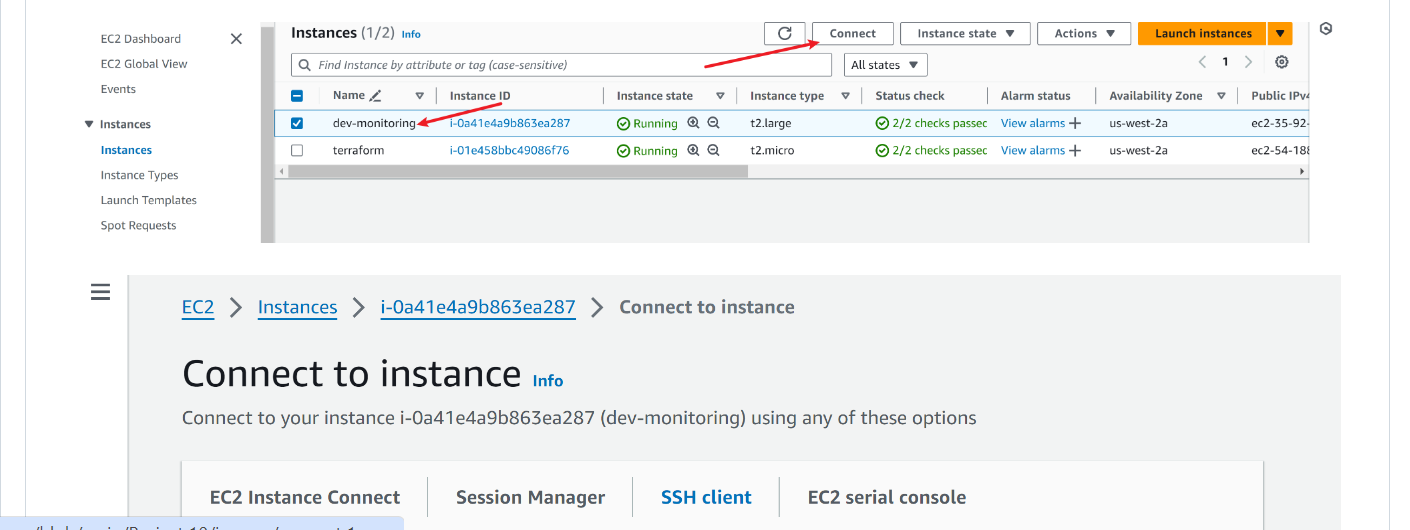 EC2 Dashboard
EC2 Global View
Events
Instances
Instances
Instance Types
Launch Templates
Spot Requests
Instances (1/2) Info
Connect
Instance state
Actions
Launch instances
Find Instance by attribute or tag (case-sensitive)
All states
1
Name Instance ID Instance state Instance type Status check Alarm status Availability Zone Public IPv4
dev-monitoring i-0a41e4a9b863ea287 Running t2.large 2/2 checks passed View alarms + us-west-2a ec2-35-92-
terraform i-01e458bbc49086f76 Running t2.micro 2/2 checks passed View alarms + us-west-2a ec2-54-188
EC2 > Instances > i-0a41e4a9b863ea287 > Connect to instance
Connect to instance Info
Connect to your instance i-0a41e4a9b863ea287 (dev-monitoring) using any of these options
EC2 Instance Connect Session Manager SSH client EC2 serial console